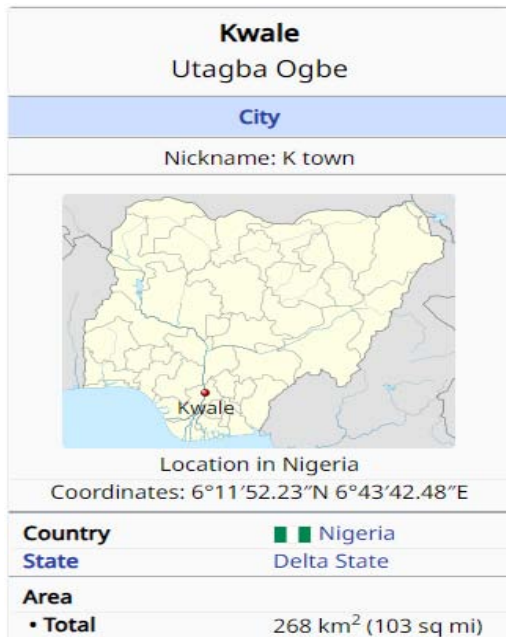 Kwale
Utagba Ogbe
City
Nickname: K town
Kwale
Location in Nigeria
Coordinates: 6°11′52.23″N 6°43′42.48″E
Country Nigeria
State Delta State
Area
• Total 268 km² (103 sq mi)